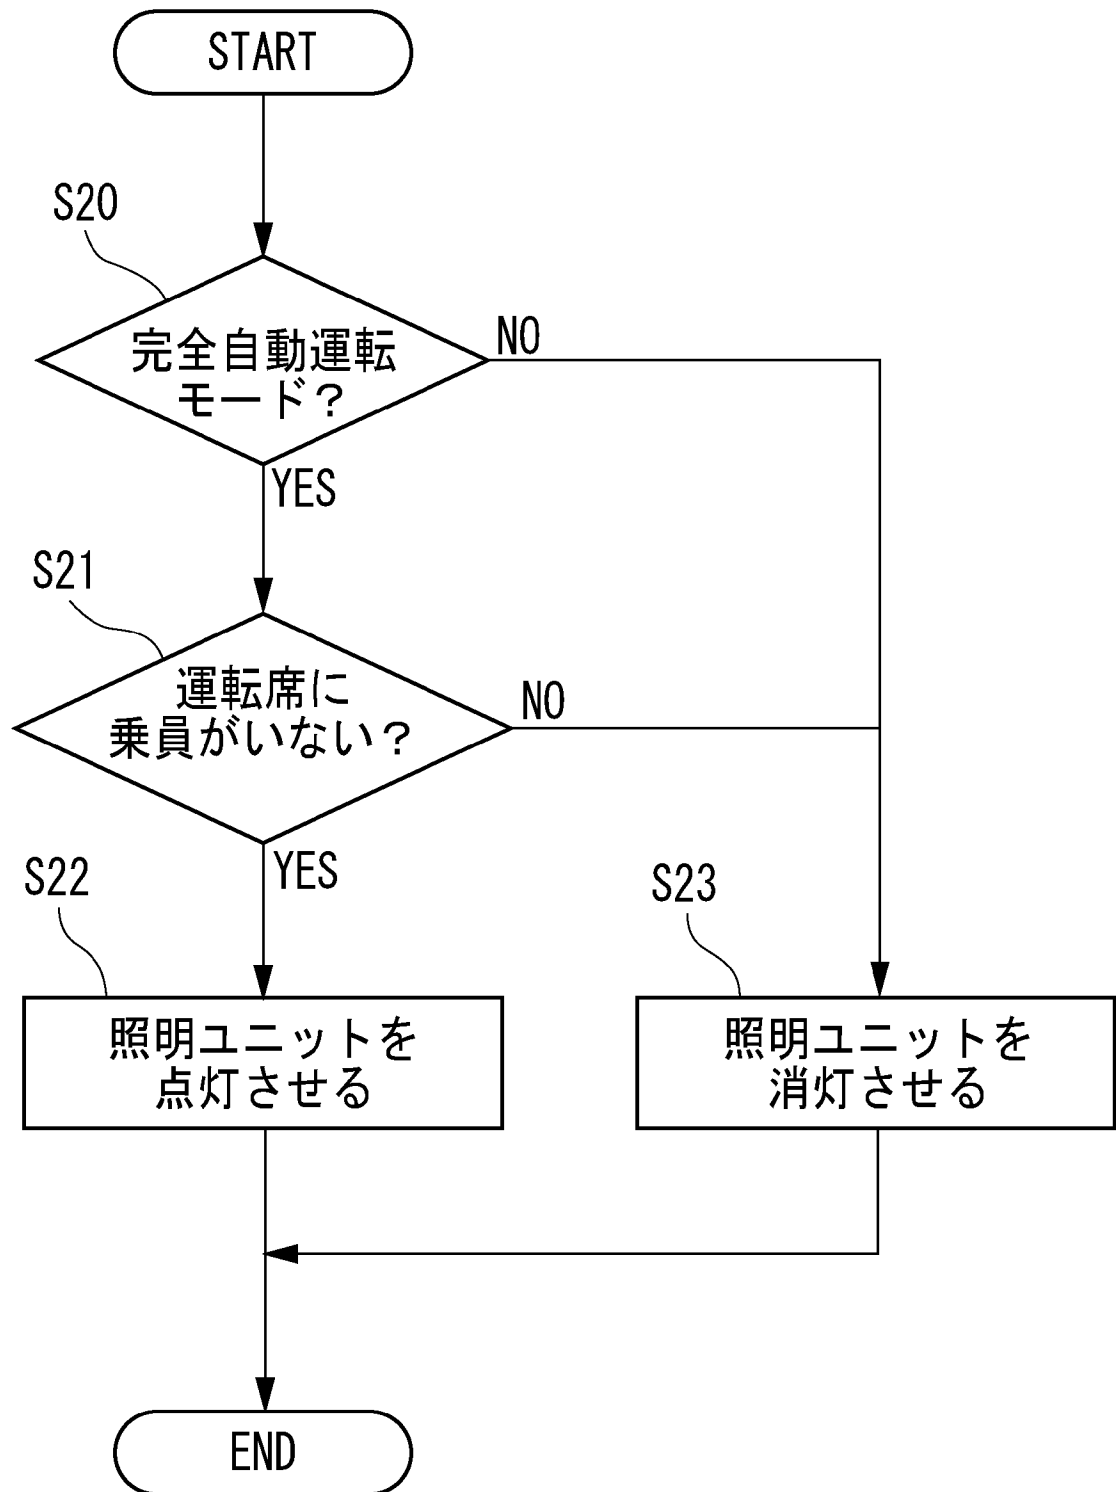 START
S20
完全自動運転
モード？
NO
YES
S21
運転席に
乗員がいない？
NO
YES
S22
照明ユニットを
点灯させる
S23
照明ユニットを
消灯させる
END